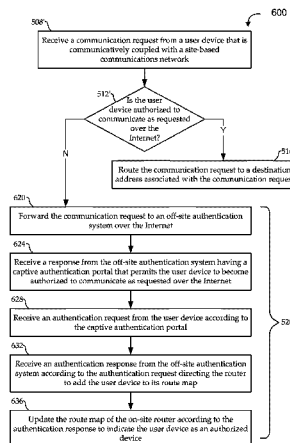 600
508
Receive a communication request from a user device that is
communicatively coupled with a site-based
communications network
512
Is the user
device authorized to
communicate as requested
over the
Internet?
N
Y
Route the communication request to a destination
address associated with the communication request
620
Forward the communication request to an off-site authentication
system over the Internet
624
Receive a response from the off-site authentication system having a
captive authentication portal that permits the user device to become
authorized to communicate as requested over the Internet
628
Receive an authentication request from the user device according to
the captive authentication portal
632
Receive an authentication response from the off-site authentication
system according to the authentication request directing the router
to add the user device to its route map
636
Update the route map of the on-site router according to the
authentication response to indicate the user device as an authorized
device